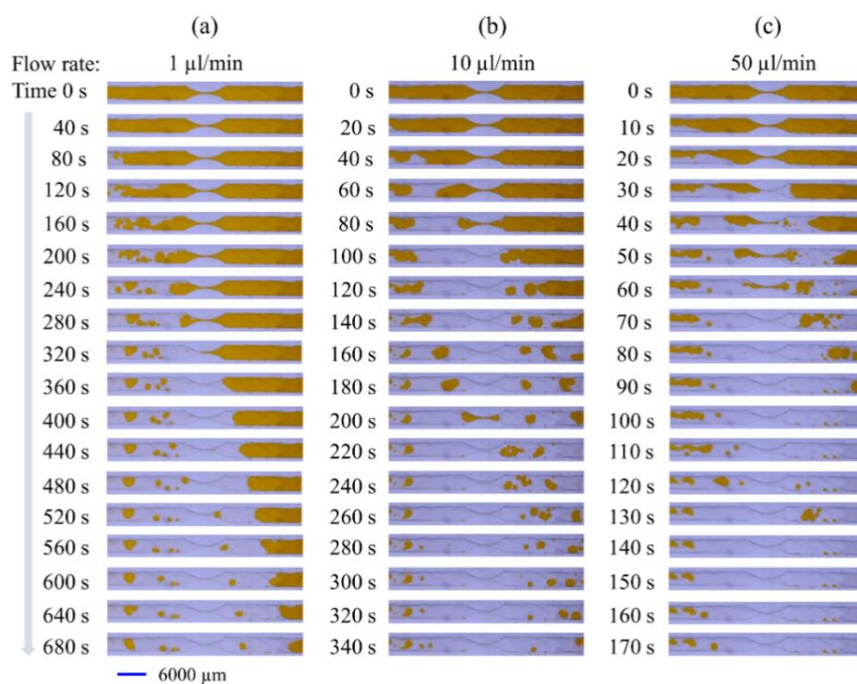 (a) (b) (c)
Flow rate: 1 µl/min 10 µl/min 50 µl/min
Time 0 s 0 s 0 s
40 s 20 s 10 s
80 s 40 s 20 s
120 s 60 s 30 s
160 s 80 s 40 s
200 s 100 s 50 s
240 s 120 s 60 s
280 s 140 s 70 s
320 s 160 s 80 s
360 s 180 s 90 s
400 s 200 s 100 s
440 s 220 s 110 s
480 s 240 s 120 s
520 s 260 s 130 s
560 s 280 s 140 s
600 s 300 s 150 s
640 s 320 s 160 s
680 s 340 s 170 s
6000 µm